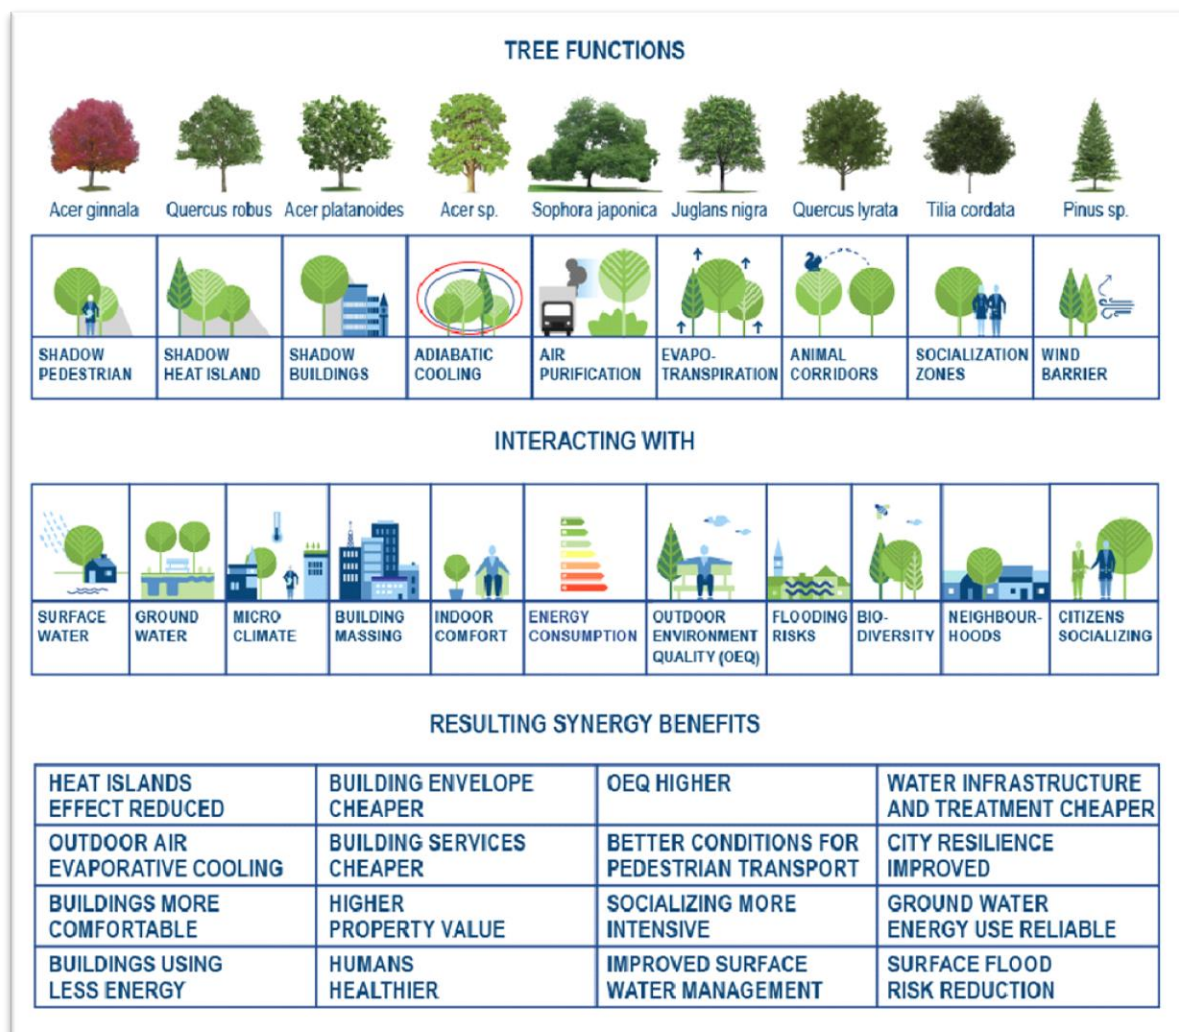 TREE FUNCTIONS
Acer ginnala
Quercus robus
Acer platanoides
Acer sp.
Sophora japonica
Juglans nigra
Quercus lyrata
Tilia cordata
Pinus sp.
SHADOW
PEDESTRIAN
SHADOW
HEAT ISLAND
SHADOW
BUILDINGS
ADIABATIC
COOLING
AIR
PURIFICATION
EVAPO-
TRANSPIRATION
ANIMAL
CORRIDORS
SOCIALIZATION
ZONES
WIND
BARRIER
INTERACTING WITH
SURFACE
WATER
GROUND
WATER
MICRO
CLIMATE
BUILDING
MASSING
INDOOR
COMFORT
ENERGY
CONSUMPTION
OUTDOOR
ENVIRONMENT
QUALITY (OEQ)
FLOODING
RISKS
BIO-
DIVERSITY
NEIGHBOUR-
HOODS
CITIZENS
SOCIALIZING
RESULTING SYNERGY BENEFITS
HEAT ISLANDS
EFFECT REDUCED
BUILDING ENVELOPE
CHEAPER
OEQ HIGHER
WATER INFRASTRUCTURE
AND TREATMENT CHEAPER
OUTDOOR AIR
EVAPORATIVE COOLING
BUILDING SERVICES
CHEAPER
BETTER CONDITIONS FOR
PEDESTRIAN TRANSPORT
CITY RESILIENCE
IMPROVED
BUILDINGS MORE
COMFORTABLE
HIGHER
PROPERTY VALUE
SOCIALIZING MORE
INTENSIVE
GROUND WATER
ENERGY USE RELIABLE
BUILDINGS USING
LESS ENERGY
HUMANS
HEALTHIER
IMPROVED SURFACE
WATER MANAGEMENT
SURFACE FLOOD
RISK REDUCTION